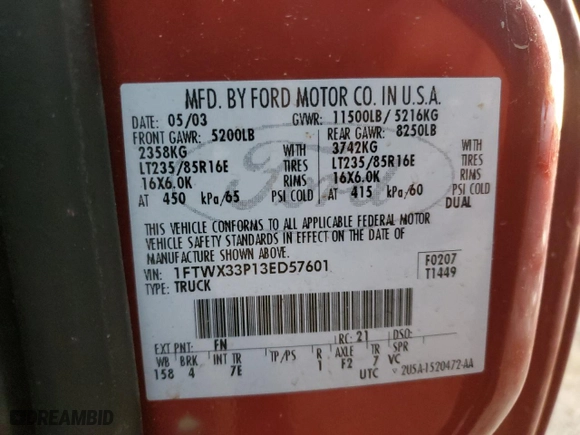 MFD. BY FORD MOTOR CO. IN U.S.A.
DATE: 05/03 GVWR: 11500LB/ 5216KG
FRONT GAWR: 5200LB REAR GAWR: 8250LB
2358KG WITH 3742KG WITH
LT235/85R16E TIRES LT235/85R16E TIRES
16X6.0K RIMS 16X6.0K RIMS
AT 450 kPa/65 PSI COLD AT 415 kPa/60 PSI COLD
DUAL
Ford
THIS VEHICLE CONFORMS TO ALL APPLICABLE FEDERAL MOTOR
VEHICLE SAFETY STANDARDS IN EFFECT ON THE DATE OF
MANUFACTURE SHOWN ABOVE.
VIN: 1FTWX33P13ED57601 F0207
TYPE: TRUCK T1449
EXT PNT: FN RC: 21 DSO:
WB BRK INT TR TP/PS R AXLE TR SPR
158 4 7E 1 F2 7 VC
UTC 2USA-1520472-AA
DREAMBID